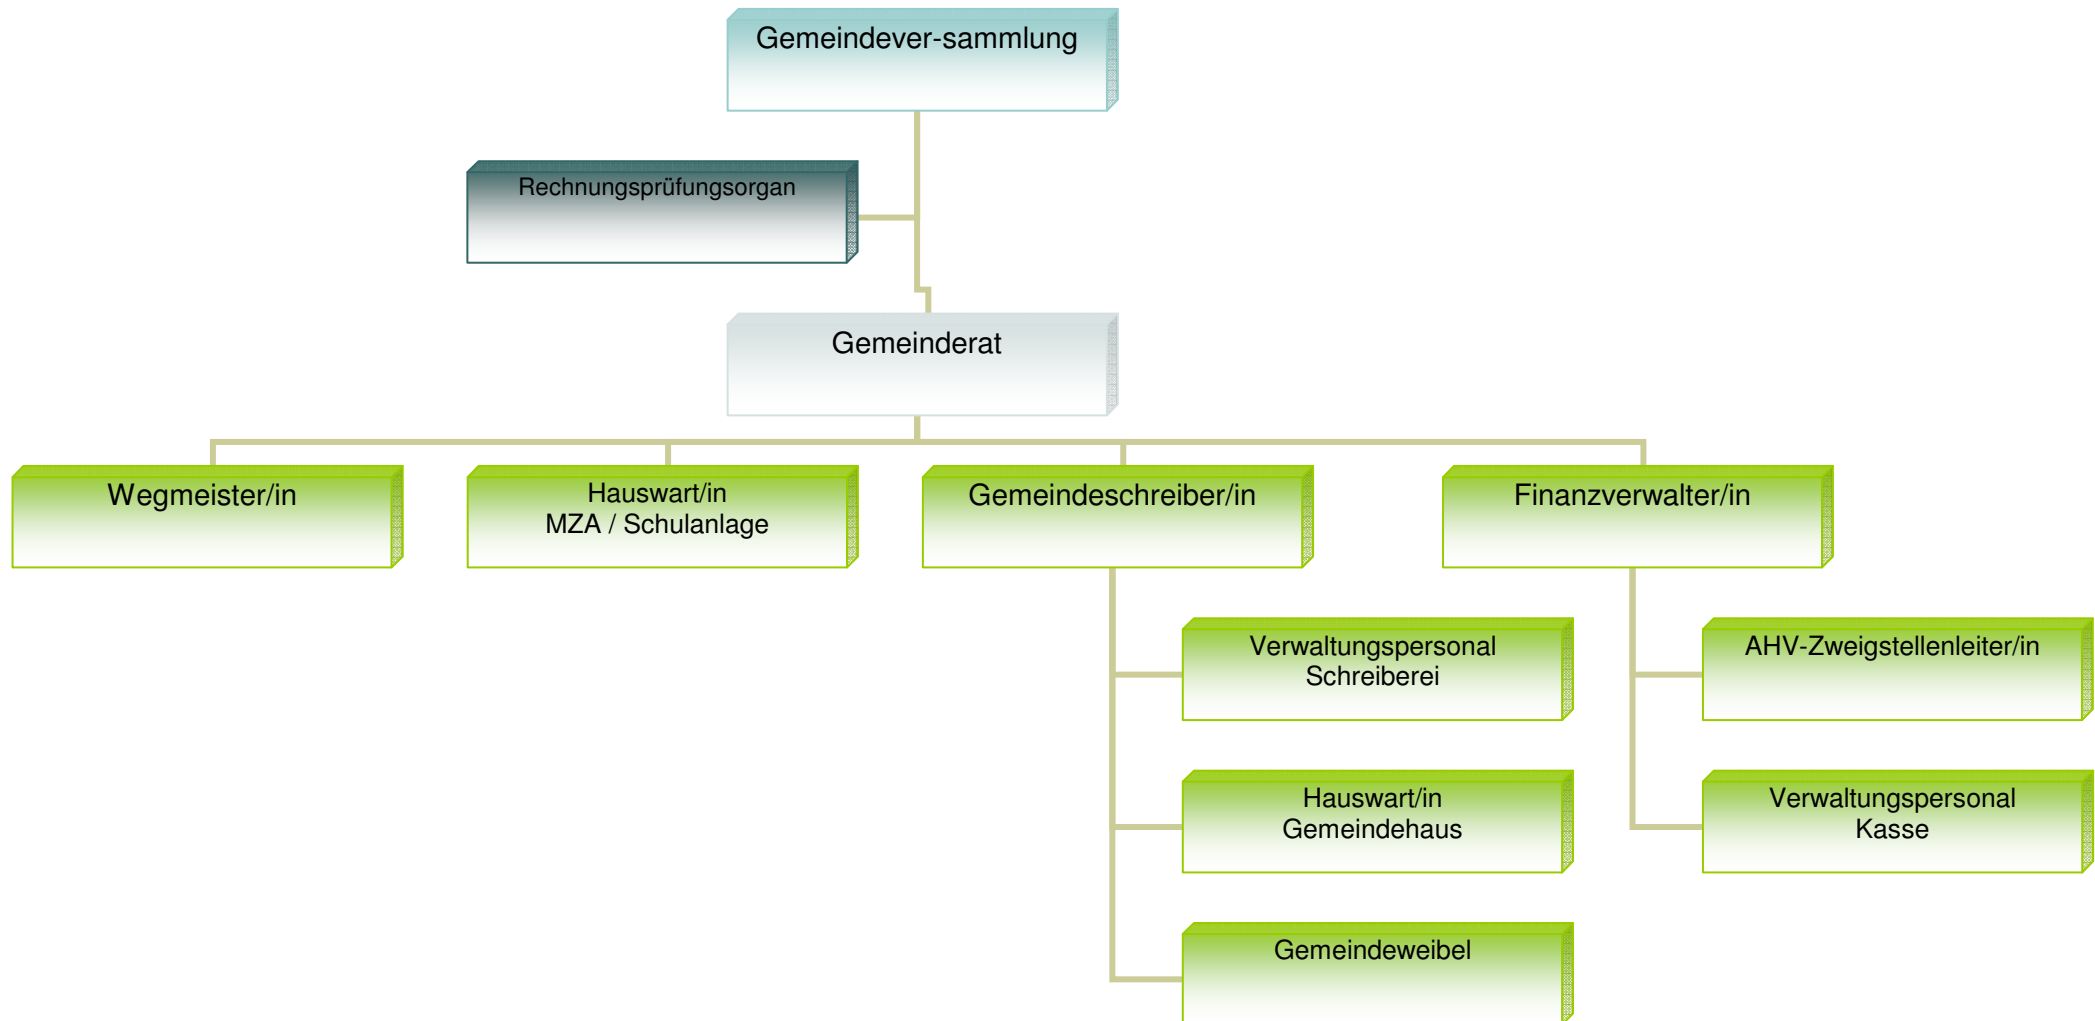 Gemeindever-sammlung
Rechnungsprüfungsorgan
Gemeinderat
Wegmeister/in
Hauswart/in
MZA / Schulanlage
Gemeindeschreiber/in
Finanzverwalter/in
Verwaltungspersonal
Schreiberei
AHV-Zweigstellenleiter/in
Hauswart/in
Gemeindehaus
Verwaltungspersonal
Kasse
Gemeindeweibel